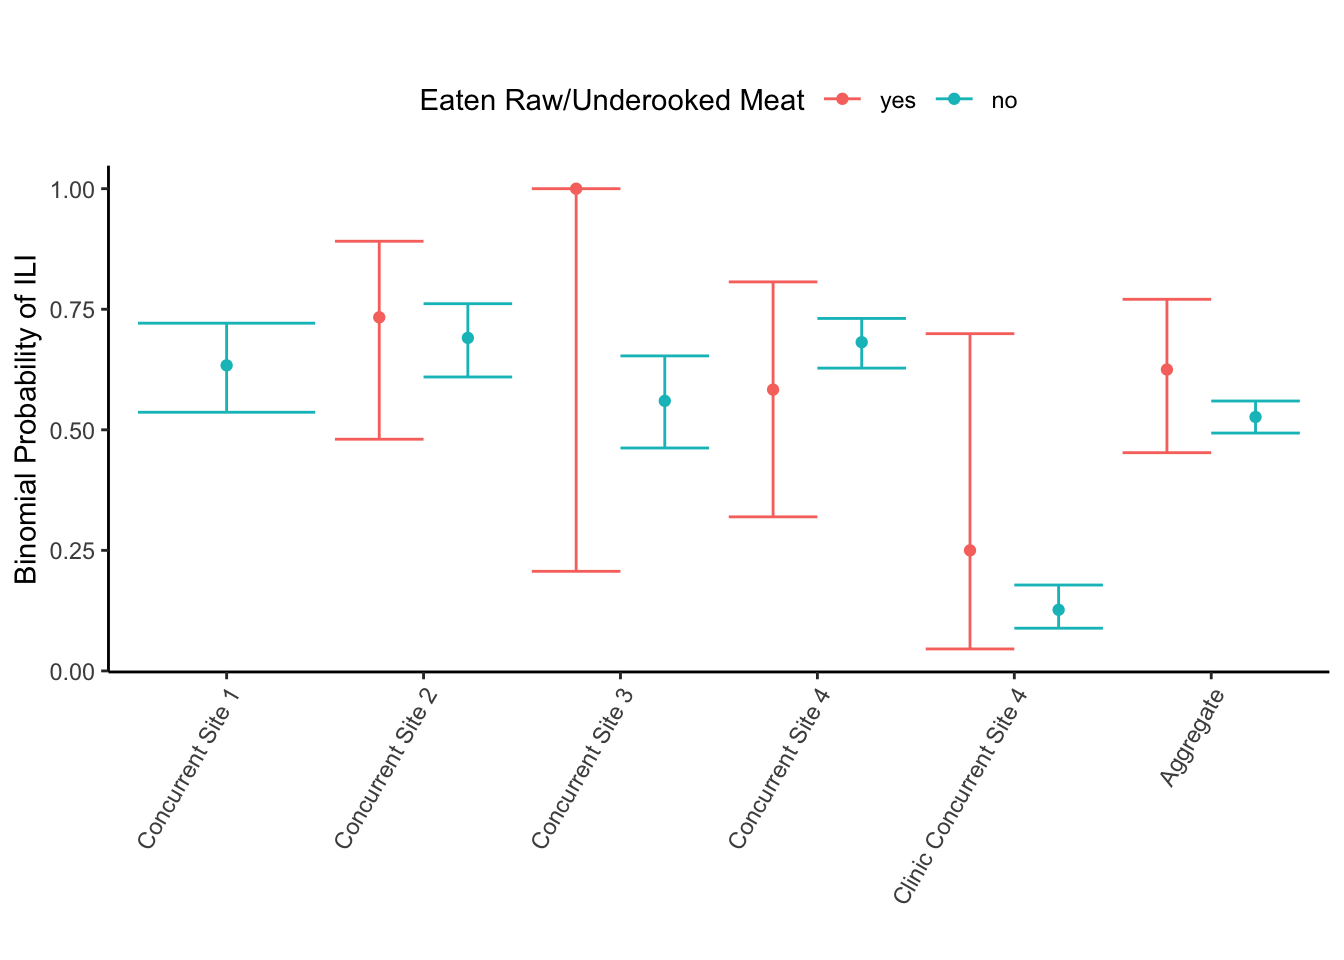 Eaten Raw/Underooked Meat yes no
Binomial Probability of ILI
1.00
0.75
0.50
0.25
0.00
Concurrent Site 1
Concurrent Site 2
Concurrent Site 3
Concurrent Site 4
Clinic Concurrent Site 4
Aggregate